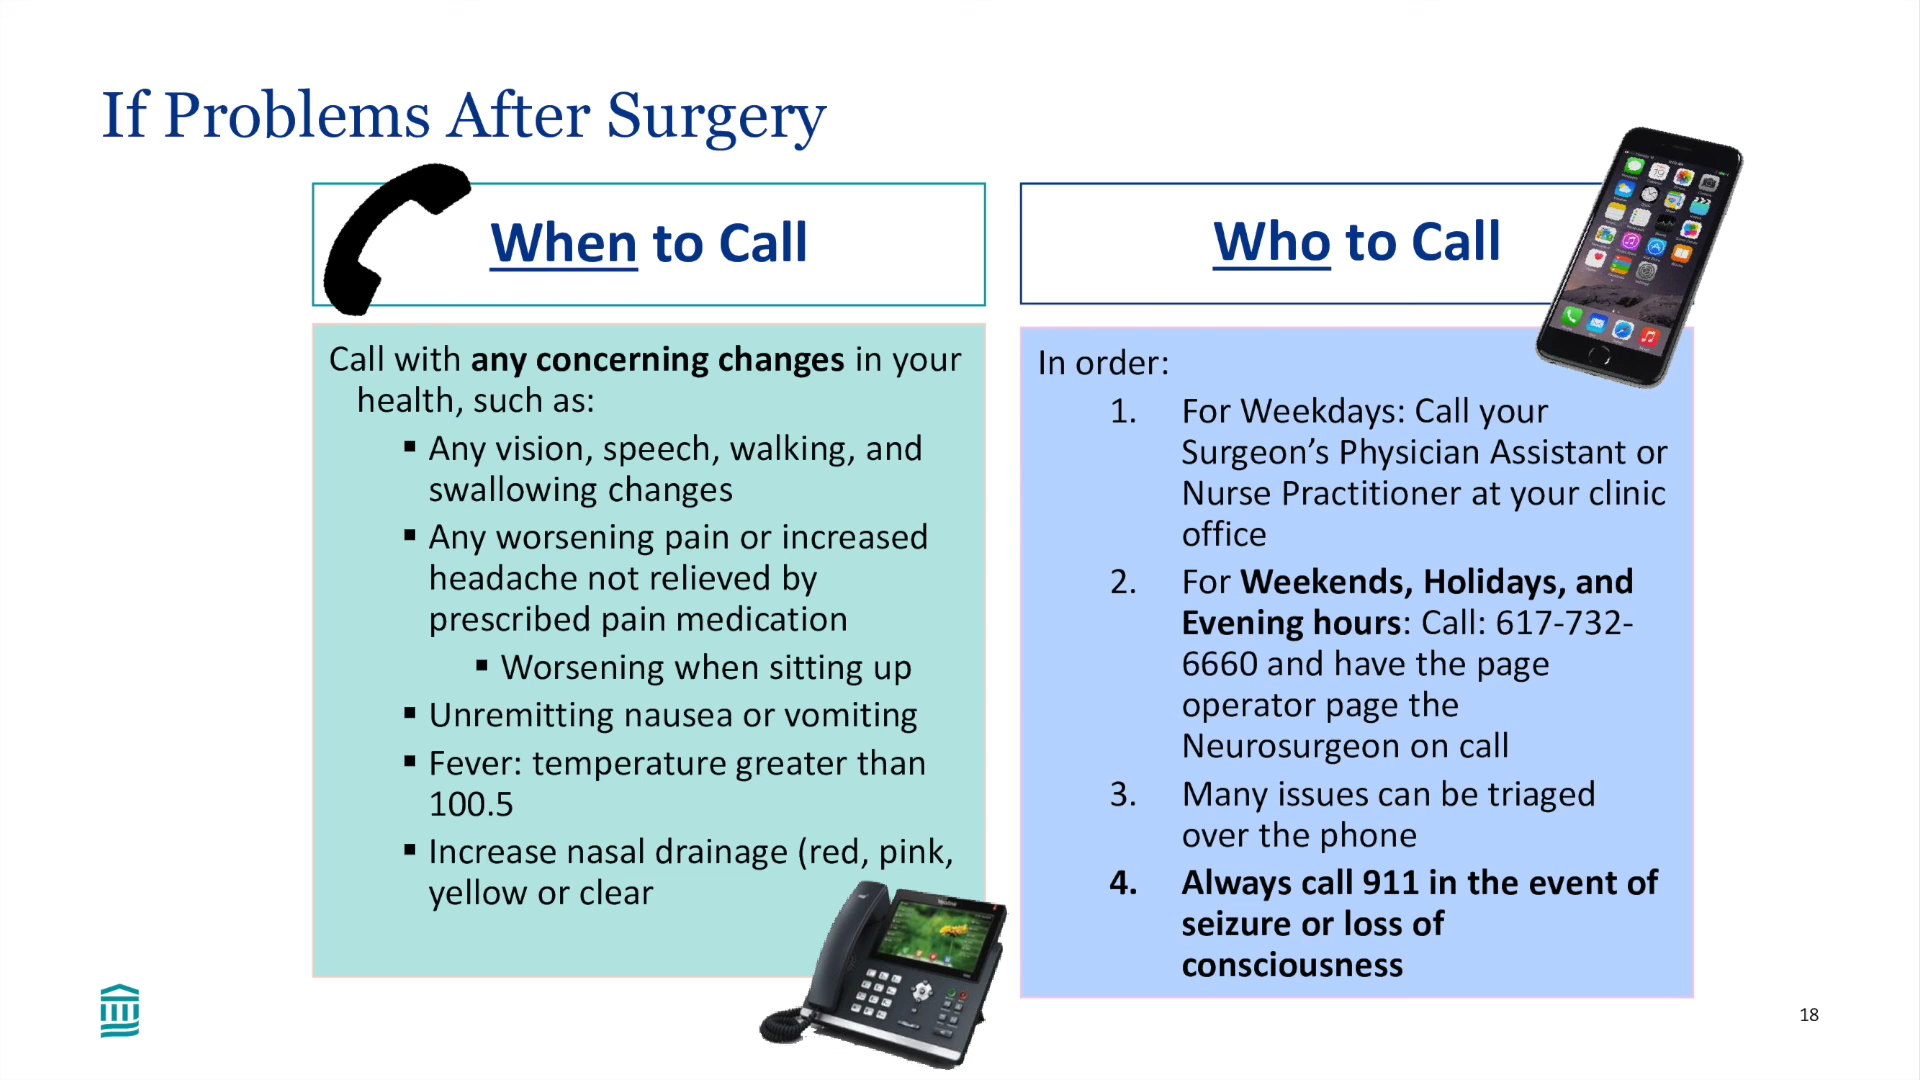 If Problems After Surgery
When to Call
Call with any concerning changes in your
health, such as:
▪ Any vision, speech, walking, and
swallowing changes
▪ Any worsening pain or increased
headache not relieved by
prescribed pain medication
▪ Worsening when sitting up
▪ Unremitting nausea or vomiting
▪ Fever: temperature greater than
100.5
▪ Increase nasal drainage (red, pink,
yellow or clear
Who to Call
In order:
1. For Weekdays: Call your
Surgeon’s Physician Assistant or
Nurse Practitioner at your clinic
office
2. For Weekends, Holidays, and
Evening hours: Call: 617-732-
6660 and have the page
operator page the
Neurosurgeon on call
3. Many issues can be triaged
over the phone
4. Always call 911 in the event of
seizure or loss of
consciousness
18